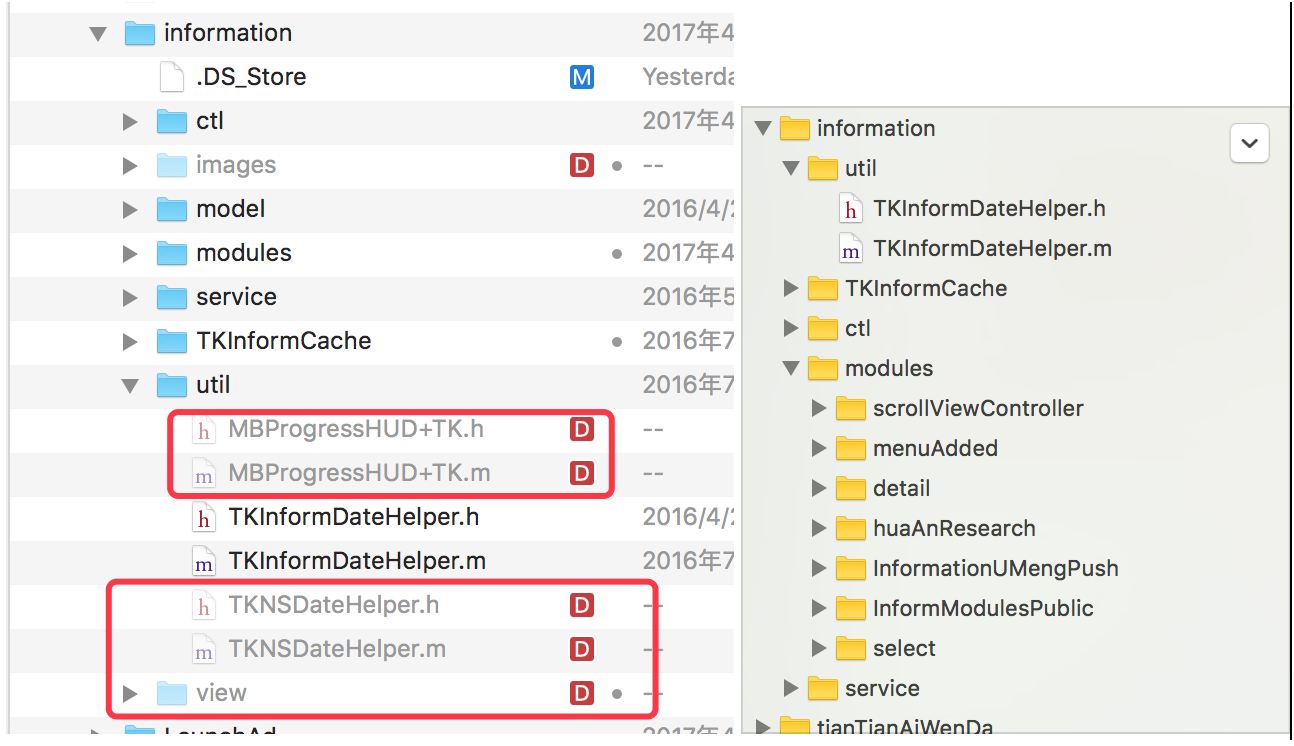 information 2017年4
.DS_Store M Yesterda
ctl 2017年4
images D --
model 2016/4/2
modules 2017年4
service 2016年5
TKInformCache 2016年7
util 2016年7
h MBProgressHUD+TK.h D --
m MBProgressHUD+TK.m D --
h TKInformDateHelper.h 2016/4/2
m TKInformDateHelper.m 2016年7
h TKNSDateHelper.h D --
m TKNSDateHelper.m D --
view D --
LaunchAd 2017年4
information
util
h TKInformDateHelper.h
m TKInformDateHelper.m
TKInformCache
ctl
modules
scrollViewController
menuAdded
detail
huaAnResearch
InformationUMengPush
InformModulesPublic
select
service
tianTianAiWenDa